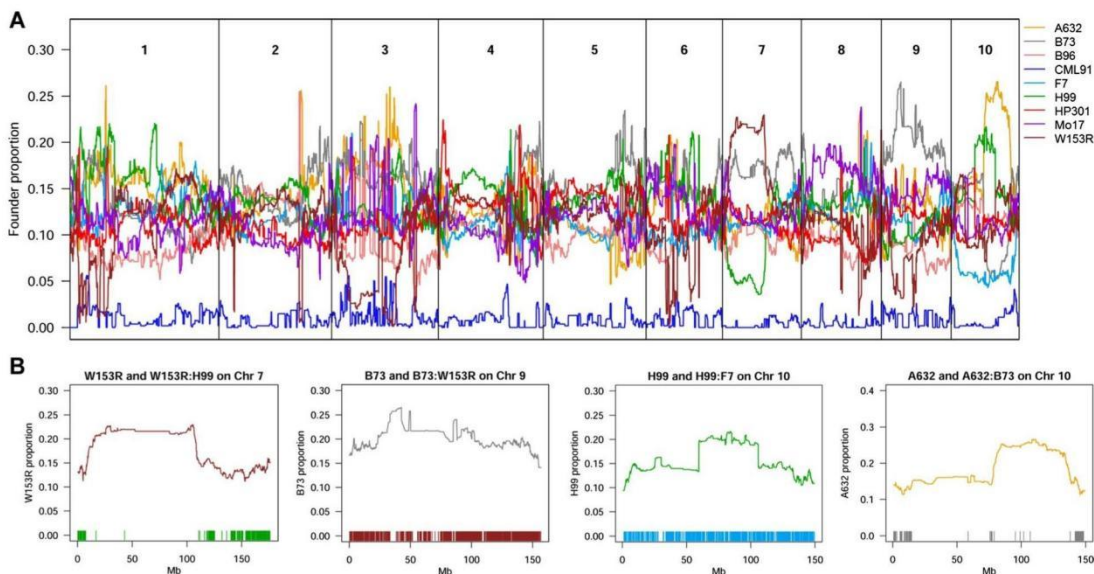 A
1 2 3 4 5 6 7 8 9 10
Founder proportion
0.30
0.25
0.20
0.15
0.10
0.05
0.00
A632
B73
B96
CML91
F7
H99
HP301
Mo17
W153R
B
W153R and W153R:H99 on Chr 7
W153R proportion
0.30
0.25
0.20
0.15
0.10
0.05
0.00
0 50 100 150
Mb
B73 and B73:W153R on Chr 9
B73 proportion
0.30
0.25
0.20
0.15
0.10
0.05
0.00
0 50 100 150
Mb
H99 and H99:F7 on Chr 10
H99 proportion
0.30
0.25
0.20
0.15
0.10
0.05
0.00
0 50 100 150
Mb
A632 and A632:B73 on Chr 10
A632 proportion
0.4
0.3
0.2
0.1
0.0
0 50 100 150
Mb